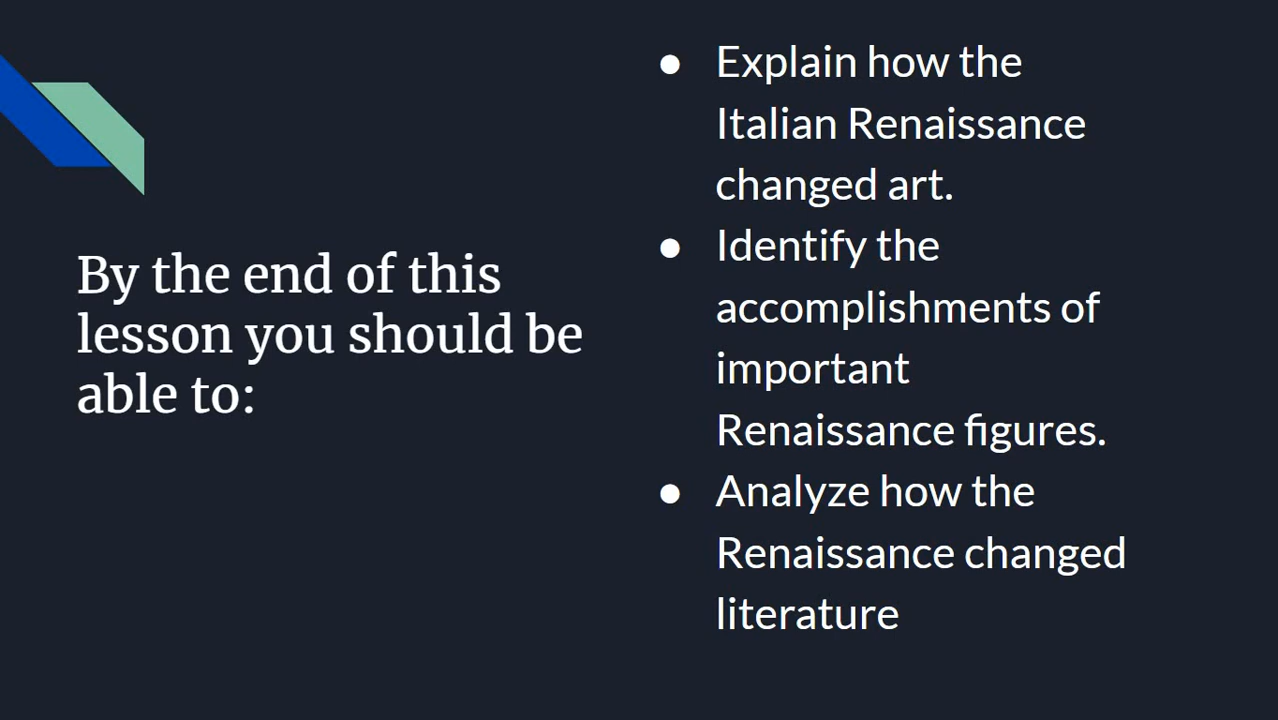 By the end of this
lesson you should be
able to:
● Explain how the
Italian Renaissance
changed art.
● Identify the
accomplishments of
important
Renaissance figures.
● Analyze how the
Renaissance changed
literature